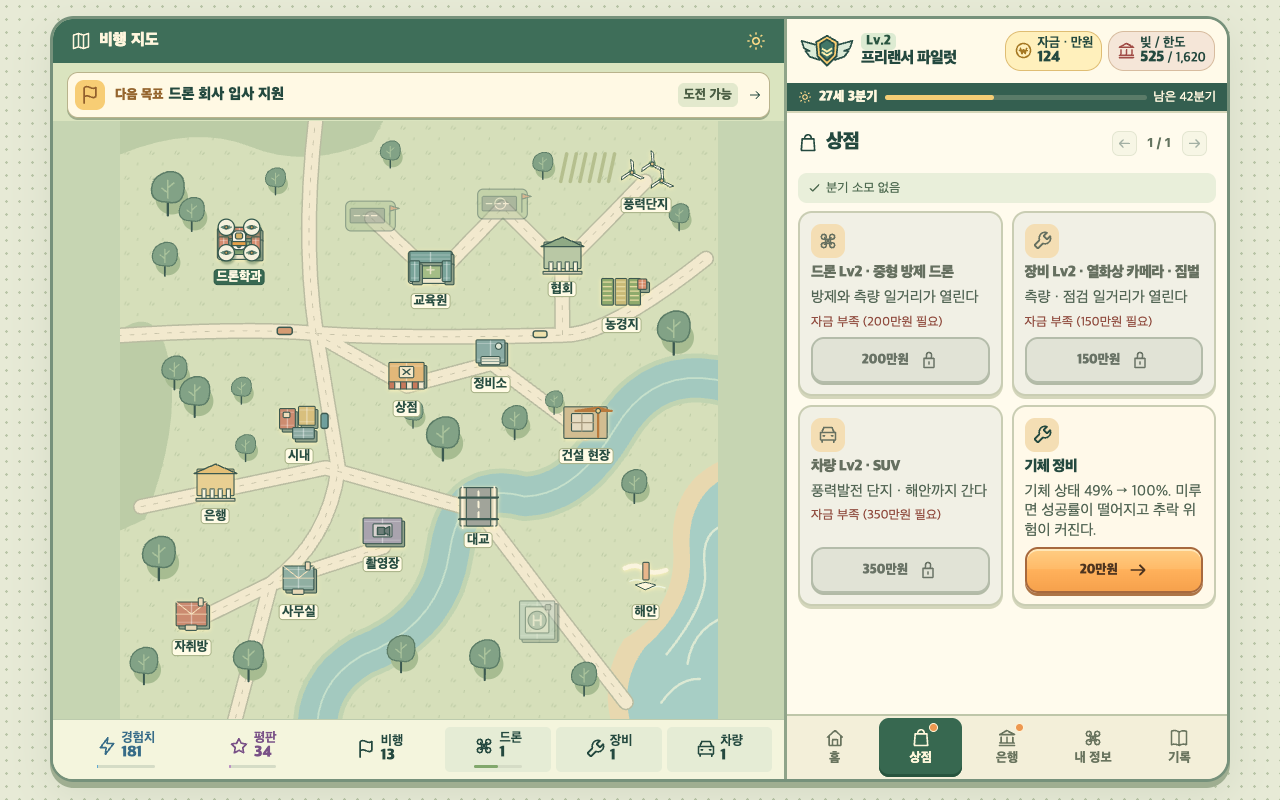 비행 지도
다음 목표 드론 회사 입사 지원
도전 가능
Lv.2
프리랜서 파일럿
자금 · 만원
124
빚 / 한도
525 / 1,620
27세 3분기
남은 42분기
풍력단지
드론학과
교육원
협회
농경지
정비소
상점
시내
건설 현장
은행
대교
촬영장
사무실
해안
자취방
H
경험치
181
평판
34
비행
13
드론
1
장비
1
차량
1
상점
1 / 1
분기 소모 없음
드론 Lv2 · 중형 방제 드론
방제와 측량 일거리가 열린다
자금 부족 (200만원 필요)
200만원
장비 Lv2 · 열화상 카메라 · 짐벌
측량 · 점검 일거리가 열린다
자금 부족 (150만원 필요)
150만원
차량 Lv2 · SUV
풍력발전 단지 · 해안까지 간다
자금 부족 (350만원 필요)
350만원
기체 정비
기체 상태 49% → 100%. 미루
면 성공률이 떨어지고 추락 위
험이 커진다.
20만원
홈
상점
은행
내 정보
기록